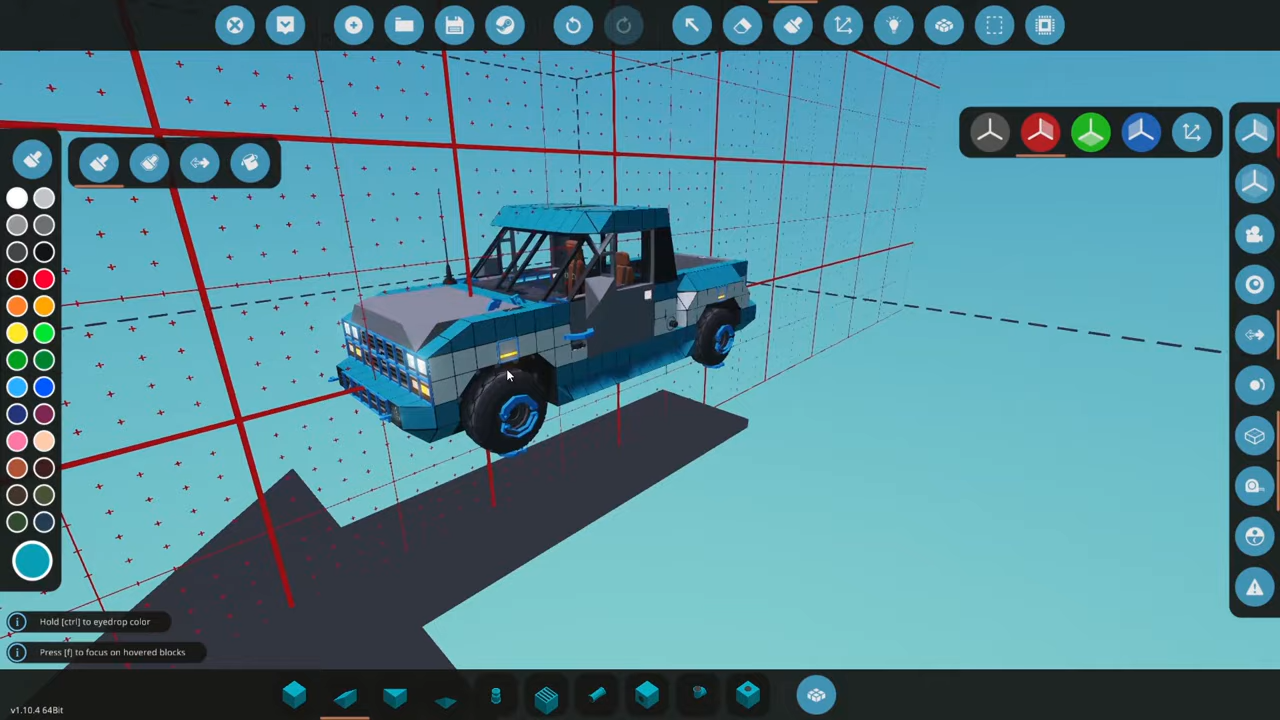 Hold [ctrl] to eyedrop color
Press [f] to focus on hovered blocks
v1.10.4 64Bit